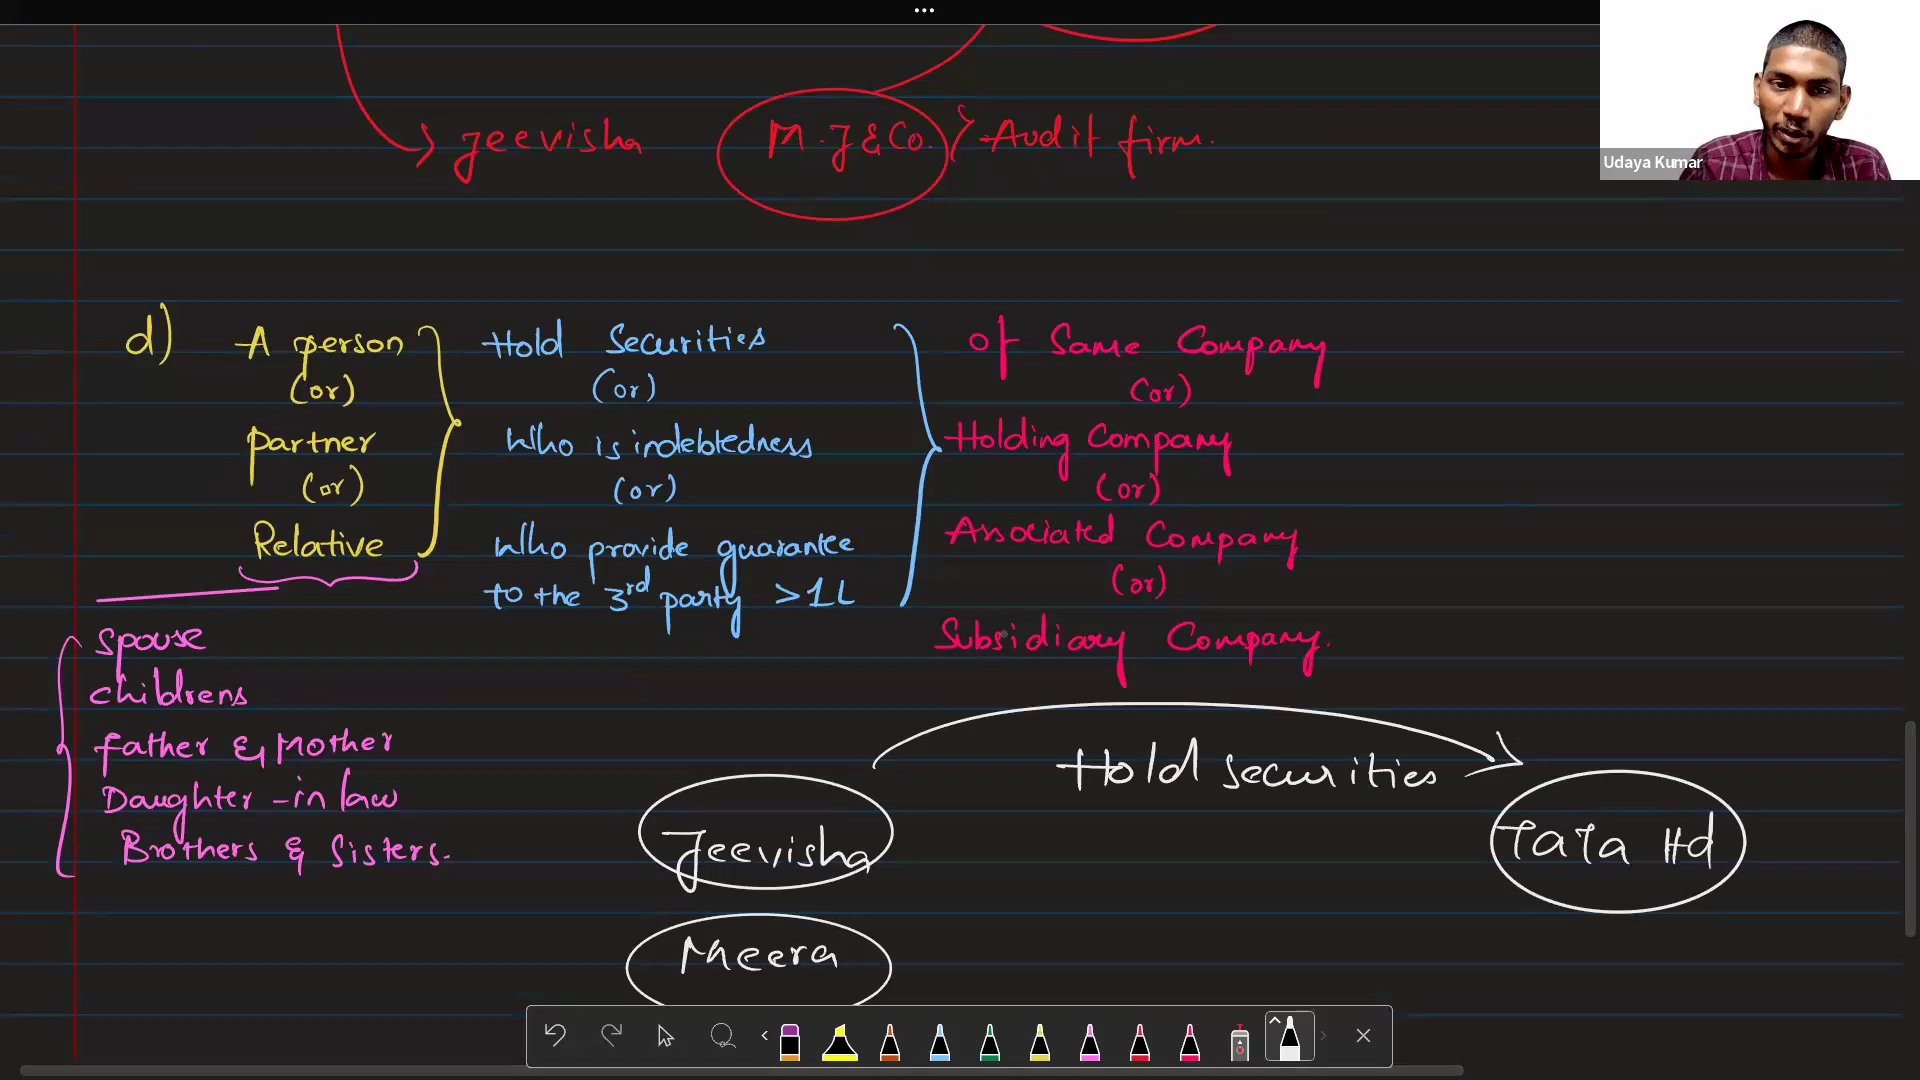 ...
Udaya Kumar
Jeevisha M.J & Co. Audit firm.
d) A person Hold Securities of Same Company
(or) (or) (or)
partner Who is indebtedness Holding Company
(or) (or) (or)
Relative Who provide guarantee Associated Company
to the 3rd party >1L (or)
Spouse Subsidiary Company.
childrens
Father & Mother Hold securities
Daughter-in law
Brothers & Sisters. Jeevisha TATA ltd
Meera